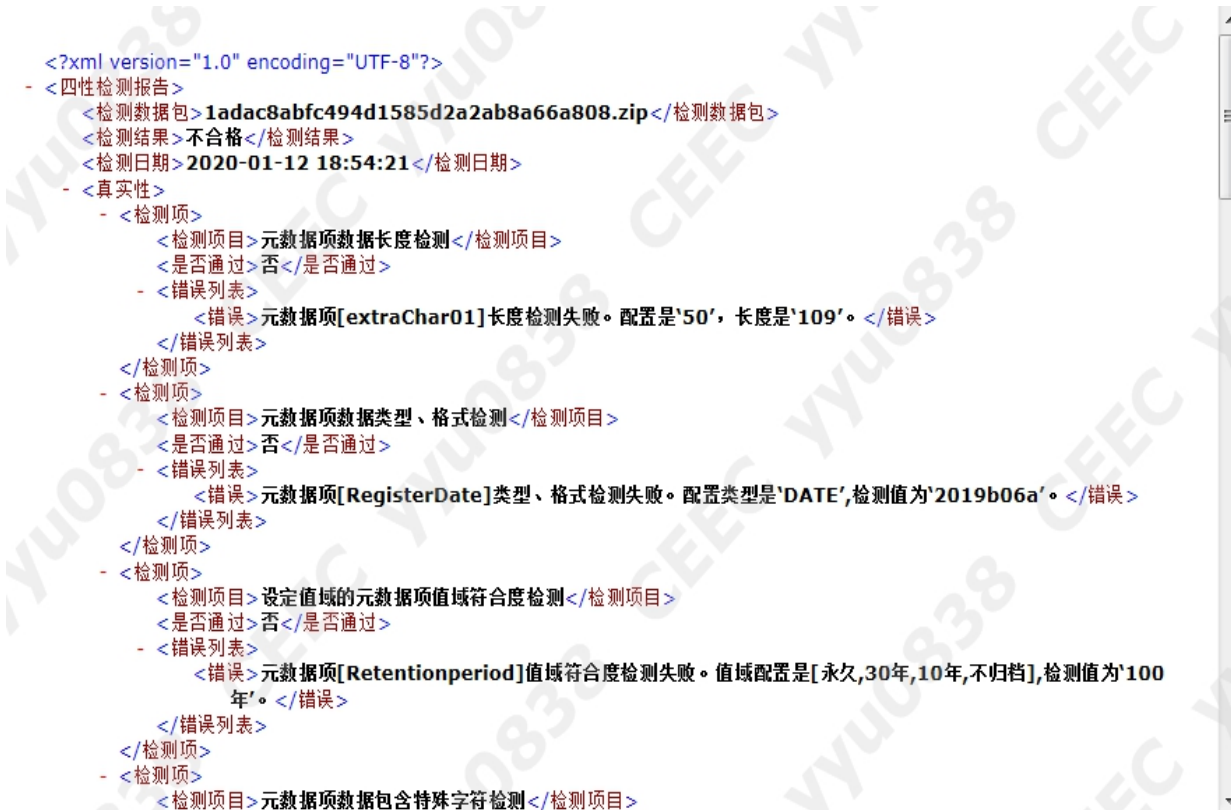 <?xml version="1.0" encoding="UTF-8"?>
- <四性检测报告>
<检测数据包>1adac8abfc494d1585d2a2ab8a66a808.zip</检测数据包>
<检测结果>不合格</检测结果>
<检测日期>2020-01-12 18:54:21</检测日期>
- <真实性>
- <检测项>
<检测项目>元数据项数据长度检测</检测项目>
<是否通过>否</是否通过>
- <错误列表>
<错误>元数据项[extraChar01]长度检测失败。配置是‘50’，长度是‘109’。</错误>
</错误列表>
</检测项>
- <检测项>
<检测项目>元数据项数据类型、格式检测</检测项目>
<是否通过>否</是否通过>
- <错误列表>
<错误>元数据项[RegisterDate]类型、格式检测失败。配置类型是‘DATE’,检测值为‘2019b06a’。</错误>
</错误列表>
</检测项>
- <检测项>
<检测项目>设定值域的元数据项值域符合度检测</检测项目>
<是否通过>否</是否通过>
- <错误列表>
<错误>元数据项[Retentionperiod]值域符合度检测失败。值域配置是[永久,30年,10年,不归档],检测值为‘100
年’。</错误>
</错误列表>
</检测项>
- <检测项>
<检测项目>元数据项数据包含特殊字符检测</检测项目>
yyu0838 CEEC